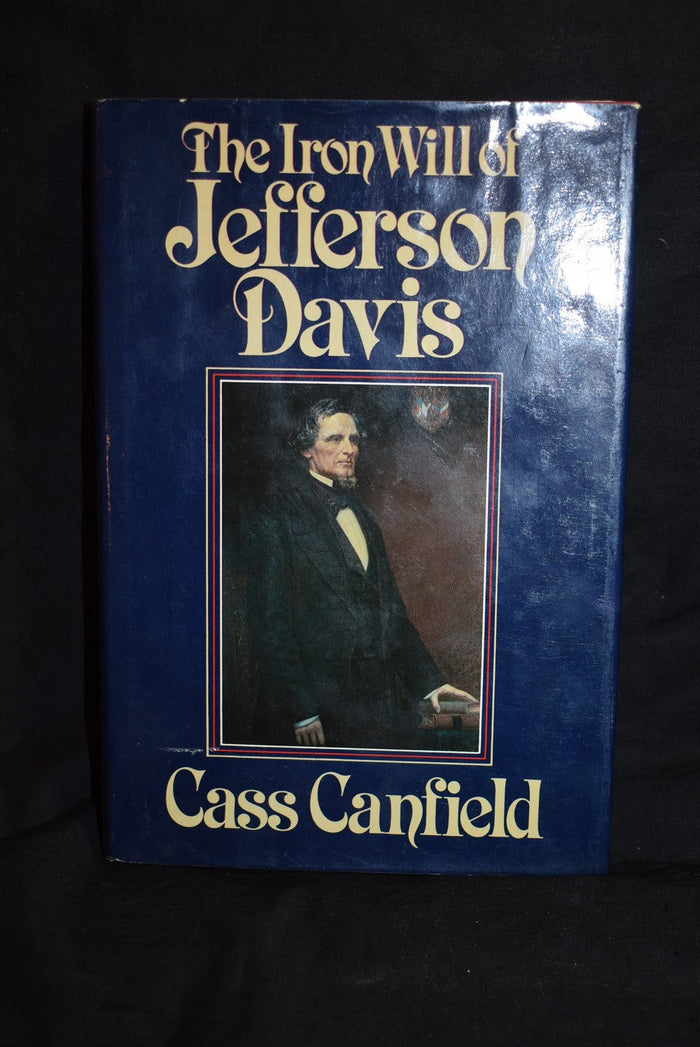 The Iron Will of
Jefferson
Davis
Cass Canfield